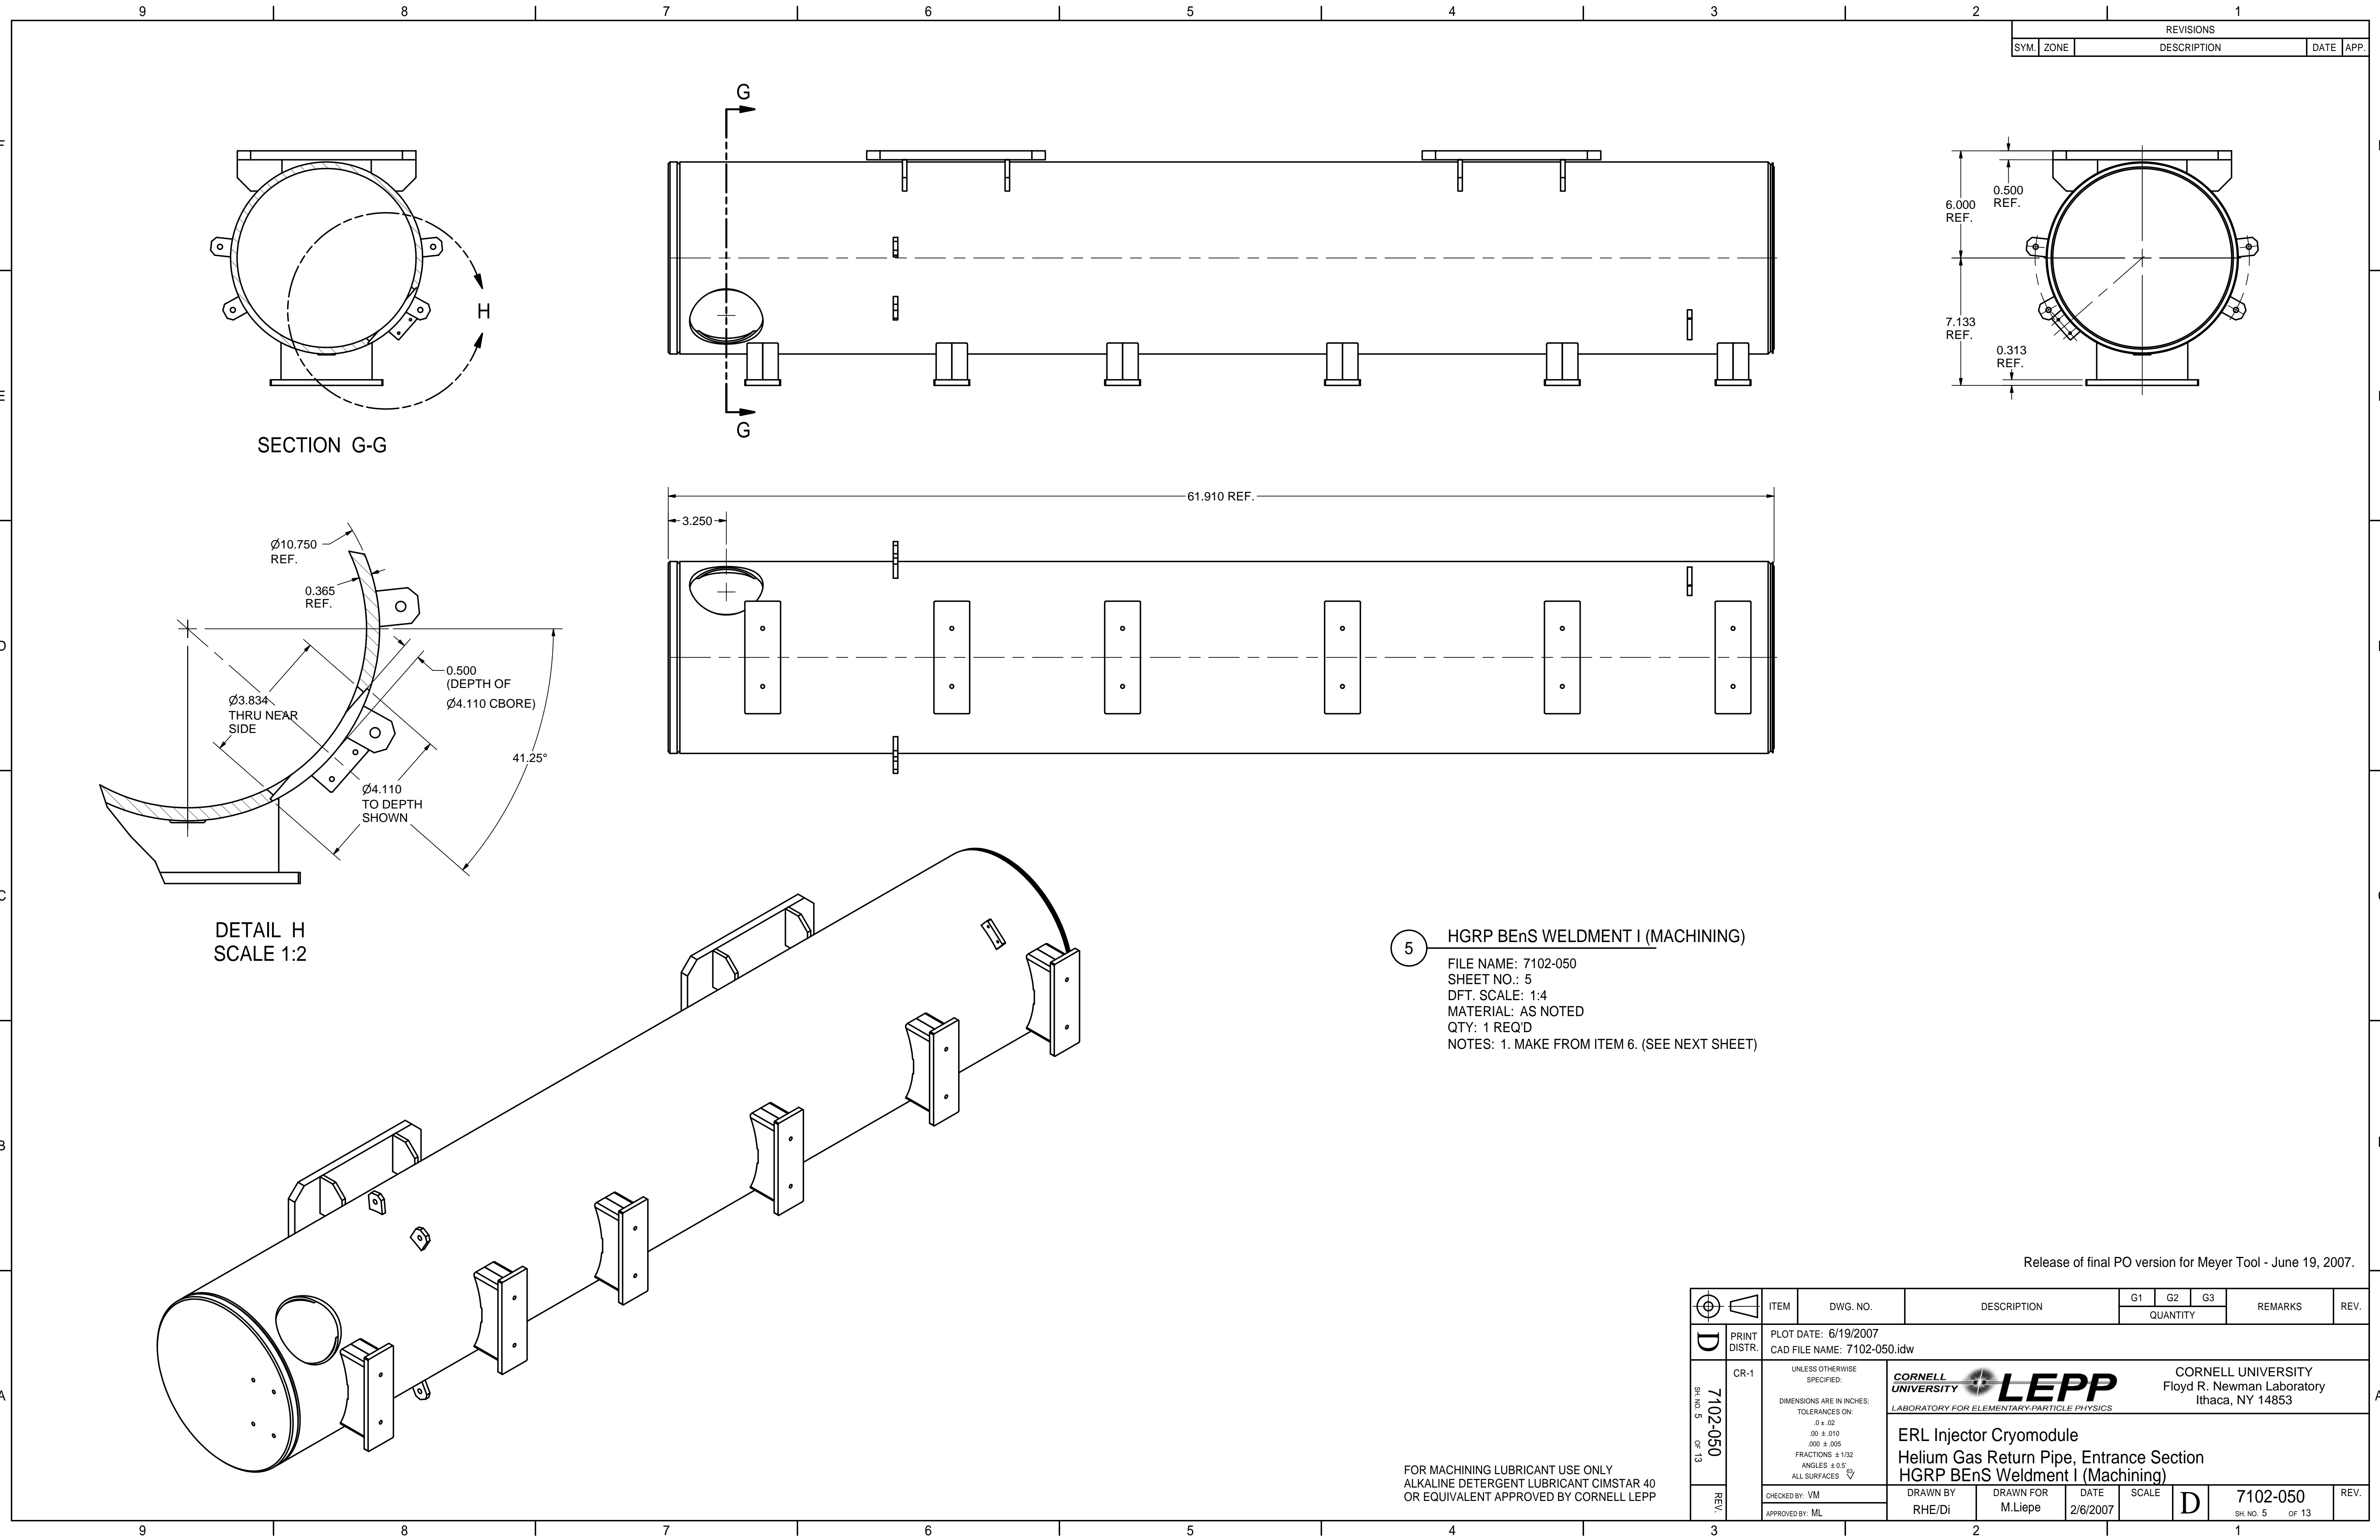 9 8 7 6 5 4 3 2 1
REVISIONS
SYM. ZONE DESCRIPTION DATE APP.
G
G
H
SECTION G-G
0.500
REF.
6.000
REF.
7.133
REF.
0.313
REF.
61.910 REF.
3.250
Ø10.750
REF.
0.365
REF.
0.500
(DEPTH OF
Ø4.110 CBORE)
Ø3.834
THRU NEAR
SIDE
41.25°
Ø4.110
TO DEPTH
SHOWN
DETAIL H
SCALE 1:2
5
HGRP BEnS WELDMENT I (MACHINING)
FILE NAME: 7102-050
SHEET NO.: 5
DFT. SCALE: 1:4
MATERIAL: AS NOTED
QTY: 1 REQ'D
NOTES: 1. MAKE FROM ITEM 6. (SEE NEXT SHEET)
Release of final PO version for Meyer Tool - June 19, 2007.
ITEM DWG. NO. DESCRIPTION G1 G2 G3 REMARKS REV.
QUANTITY
D
PRINT
DISTR.
PLOT DATE: 6/19/2007
CAD FILE NAME: 7102-050.idw
CR-1
7102-050
SH. NO. 5 OF 13
REV.
UNLESS OTHERWISE
SPECIFIED:
DIMENSIONS ARE IN INCHES;
TOLERANCES ON:
.0 ± .02
.00 ± .010
.000 ± .005
FRACTIONS ± 1/32
ANGLES ± 0.5°
ALL SURFACES 63
CORNELL
UNIVERSITY
LEPP
LABORATORY FOR ELEMENTARY-PARTICLE PHYSICS
CORNELL UNIVERSITY
Floyd R. Newman Laboratory
Ithaca, NY 14853
ERL Injector Cryomodule
Helium Gas Return Pipe, Entrance Section
HGRP BEnS Weldment I (Machining)
CHECKED BY: VM
APPROVED BY: ML
DRAWN BY
RHE/Di
DRAWN FOR
M.Liepe
DATE
2/6/2007
SCALE
D
7102-050
SH. NO. 5 OF 13
REV.
FOR MACHINING LUBRICANT USE ONLY
ALKALINE DETERGENT LUBRICANT CIMSTAR 40
OR EQUIVALENT APPROVED BY CORNELL LEPP
F
E
D
C
B
A
9 8 7 6 5 4 3 2 1